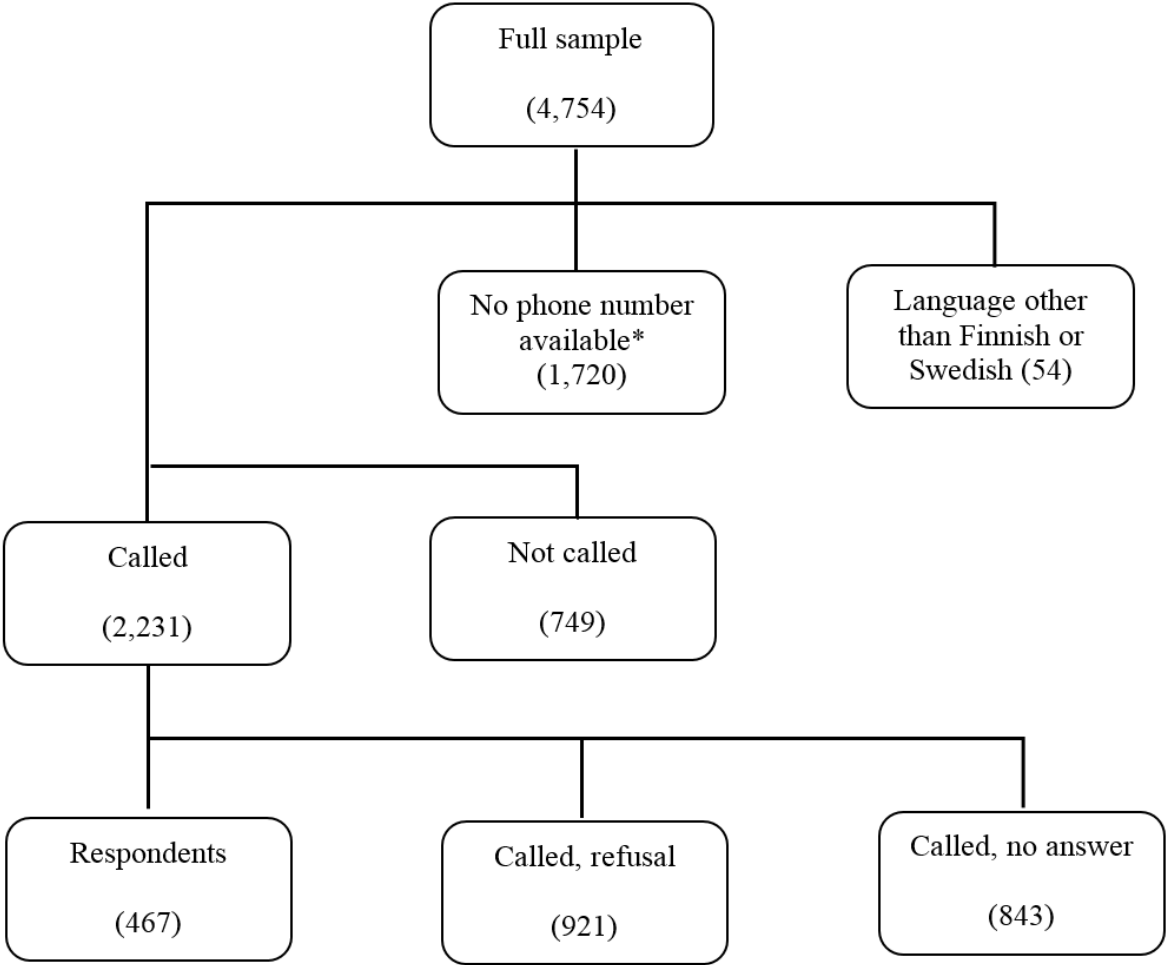 Full sample
(4,754)
No phone number
available*
(1,720)
Language other
than Finnish or
Swedish (54)
Called
(2,231)
Not called
(749)
Respondents
(467)
Called, refusal
(921)
Called, no answer
(843)